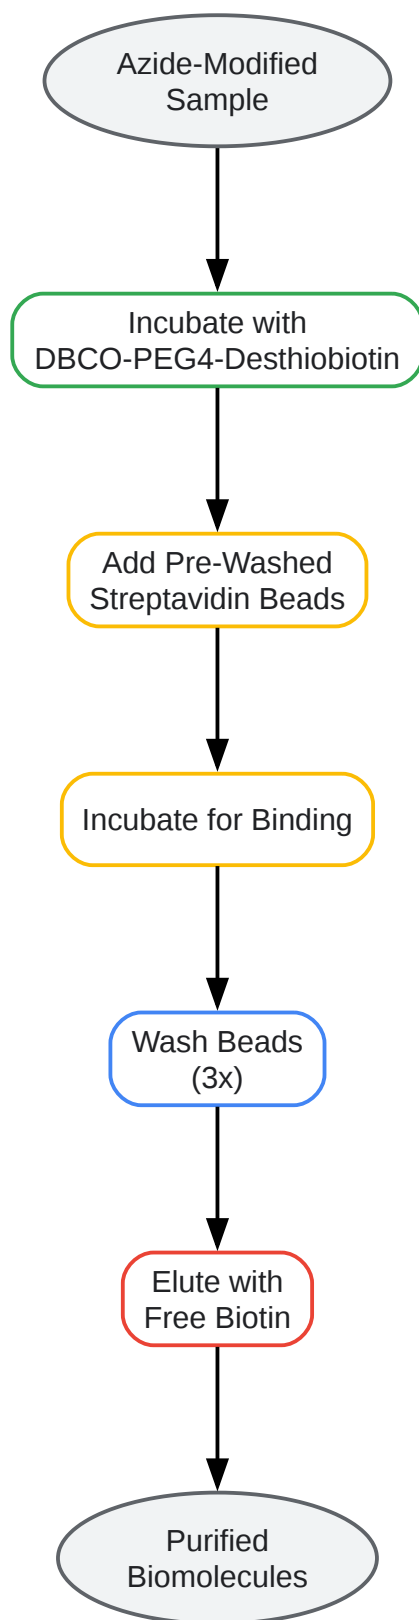 Azide-Modified
Sample
Incubate with
DBCO-PEG4-Desthiobiotin
Add Pre-Washed
Streptavidin Beads
Incubate for Binding
Wash Beads
(3x)
Elute with
Free Biotin
Purified
Biomolecules